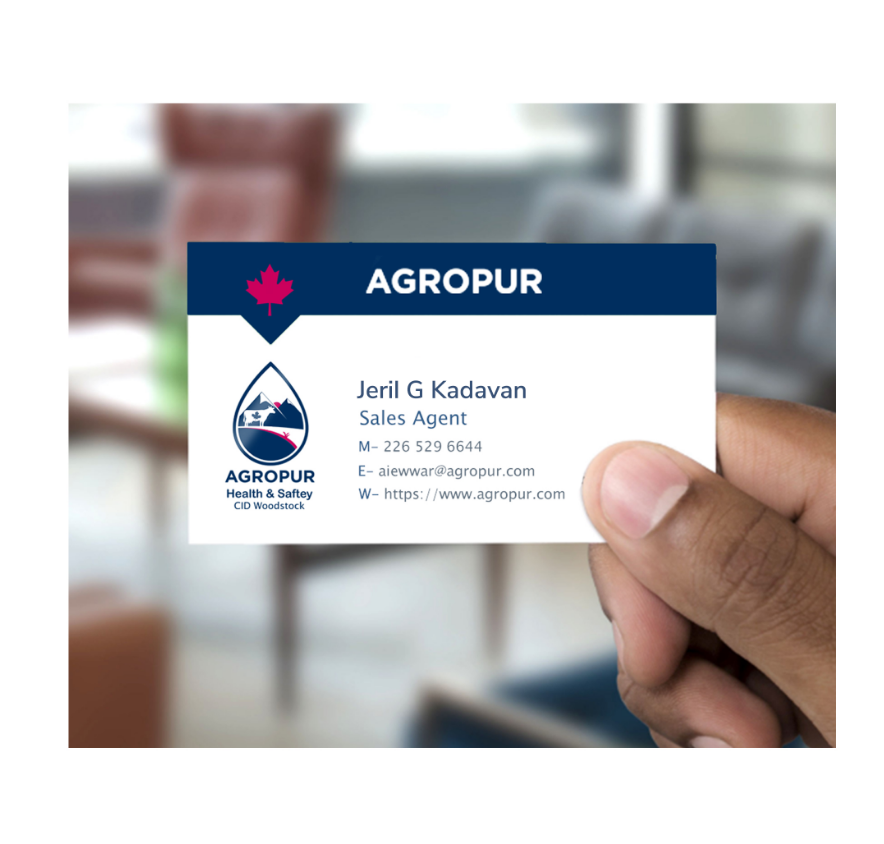 AGROPUR
Jeril G Kadavan
Sales Agent
M- 226 529 6644
E- aiewwar@agropur.com
W- https://www.agropur.com
AGROPUR
Health & Saftey
CID Woodstock